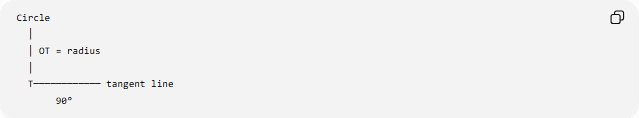 Circle
│
│ OT = radius
│
T──────────── tangent line
90°